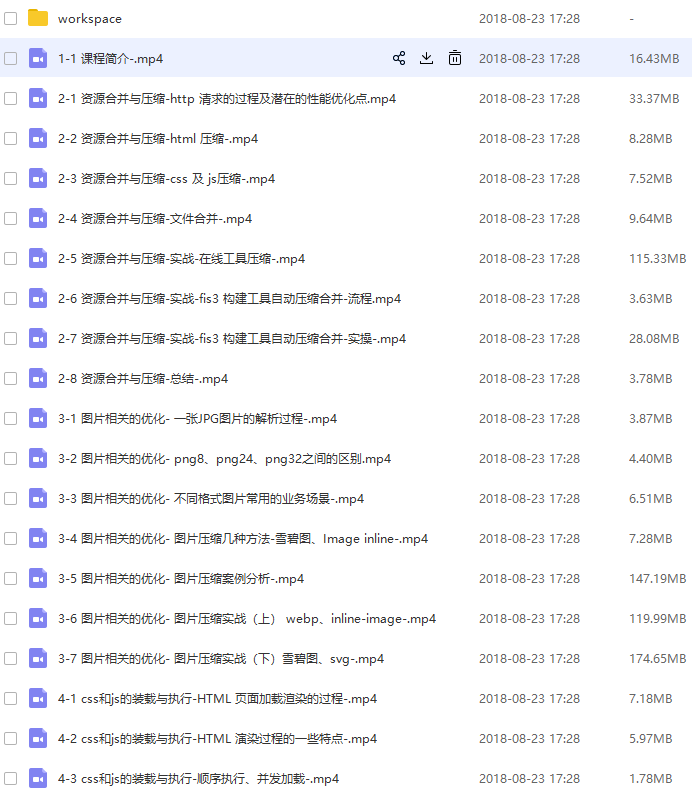 workspace 2018-08-23 17:28 -
1-1 课程简介-.mp4 2018-08-23 17:28 16.43MB
2-1 资源合并与压缩-http 请求的过程及潜在的性能优化点.mp4 2018-08-23 17:28 33.37MB
2-2 资源合并与压缩-html 压缩-.mp4 2018-08-23 17:28 8.28MB
2-3 资源合并与压缩-css 及 js压缩-.mp4 2018-08-23 17:28 7.52MB
2-4 资源合并与压缩-文件合并-.mp4 2018-08-23 17:28 9.64MB
2-5 资源合并与压缩-实战-在线工具压缩-.mp4 2018-08-23 17:28 115.33MB
2-6 资源合并与压缩-实战-fis3 构建工具自动压缩合并-流程.mp4 2018-08-23 17:28 3.63MB
2-7 资源合并与压缩-实战-fis3 构建工具自动压缩合并-实操-.mp4 2018-08-23 17:28 28.08MB
2-8 资源合并与压缩-总结-.mp4 2018-08-23 17:28 3.78MB
3-1 图片相关的优化- 一张JPG图片的解析过程-.mp4 2018-08-23 17:28 3.87MB
3-2 图片相关的优化- png8、png24、png32之间的区别.mp4 2018-08-23 17:28 4.40MB
3-3 图片相关的优化- 不同格式图片常用的业务场景-.mp4 2018-08-23 17:28 6.51MB
3-4 图片相关的优化- 图片压缩几种方法-雪碧图、Image inline-.mp4 2018-08-23 17:28 7.28MB
3-5 图片相关的优化- 图片压缩案例分析-.mp4 2018-08-23 17:28 147.19MB
3-6 图片相关的优化- 图片压缩实战（上） webp、inline-image-.mp4 2018-08-23 17:28 119.99MB
3-7 图片相关的优化- 图片压缩实战（下）雪碧图、svg-.mp4 2018-08-23 17:28 174.65MB
4-1 css和js的装载与执行-HTML 页面加载渲染的过程-.mp4 2018-08-23 17:28 7.18MB
4-2 css和js的装载与执行-HTML 演染过程的一些特点-.mp4 2018-08-23 17:28 5.97MB
4-3 css和js的装载与执行-顺序执行、并发加载-.mp4 2018-08-23 17:28 1.78MB